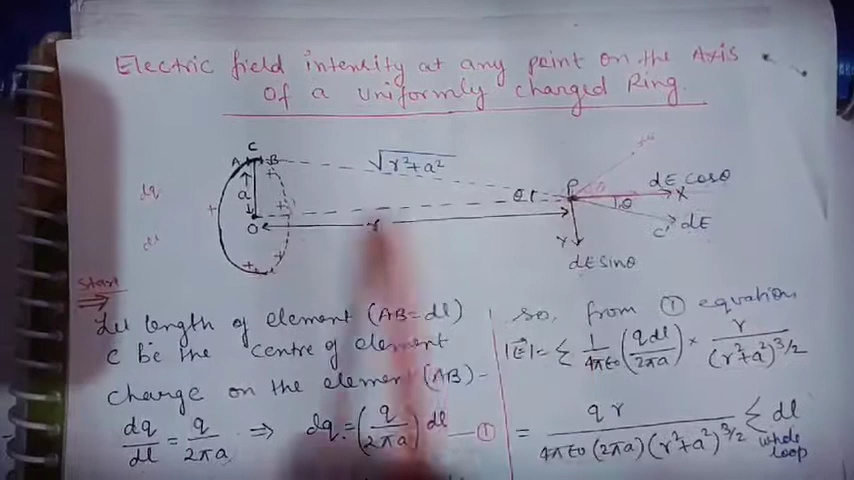 Electric field intensity at any point on the Axis
of a uniformly charged Ring.
C
A B
√r²+a²
dq
a
O
r
θ
P
θ
dE cosθ
X
dE
C'
Y
dE sinθ
dl
Start
Let length of element (AB=dl)
C be the centre of element
Charge on the element (AB) -
dq/dl = q/2πa ⇒ dq = (q/2πa) dl — ①
so, from ① equation
|E⃗| = Σ 1/4πε0 (q dl/2πa) × r/(r²+a²)^3/2
= q r/4πε0 (2πa) (r²+a²)^3/2 Σ dl
whole
loop